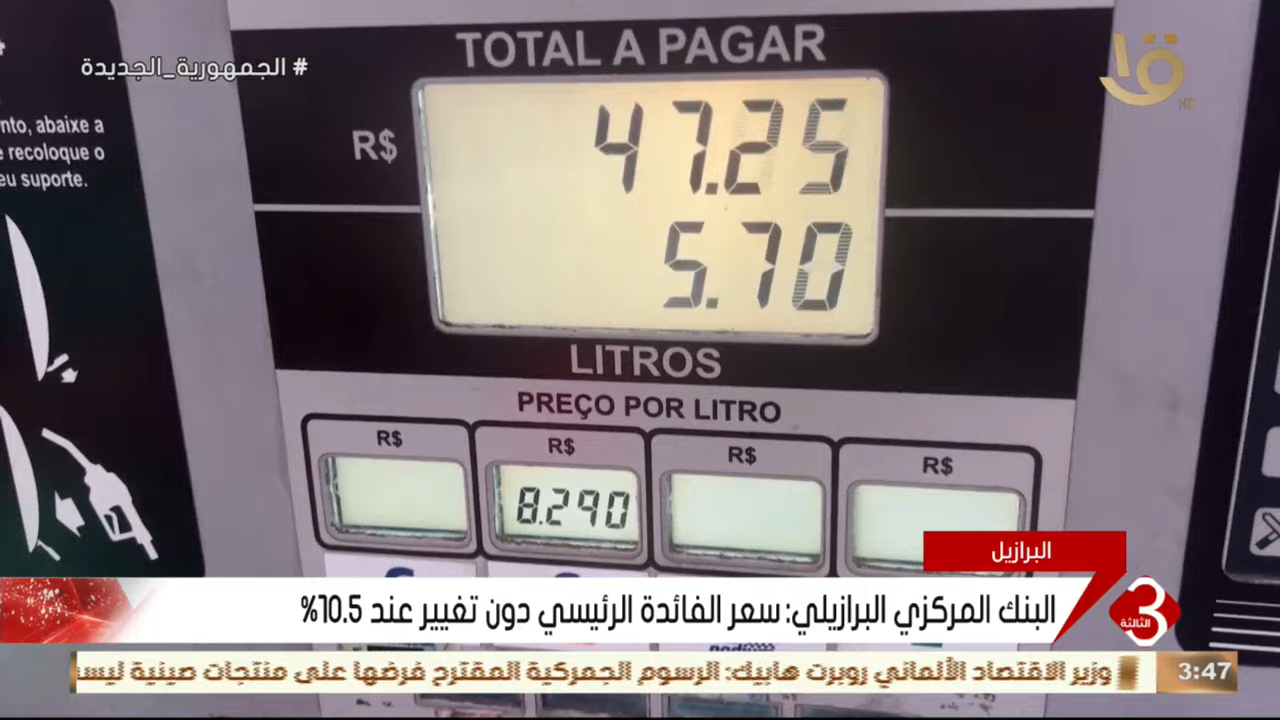 # الجمهورية_الجديدة
TOTAL A PAGAR
nto, abaixe a
e recoloque o
eu suporte.
R$
47.25
5.70
LITROS
PREÇO POR LITRO
R$ R$ R$ R$
8.290
البرازيل
البنك المركزي البرازيلي: سعر الفائدة الرئيسي دون تغيير عند 10.5%
3 الثالثة
وزير الاقتصاد الألماني روبرت هابيك: الرسوم الجمركية المقترح فرضها على منتجات صينية ليسا
3:47